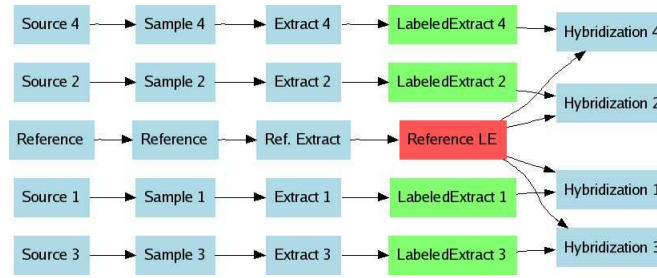 Source 4 Sample 4 Extract 4 LabeledExtract 4 Hybridization 4
Source 2 Sample 2 Extract 2 LabeledExtract 2 Hybridization 2
Reference Reference Ref. Extract Reference LE
Source 1 Sample 1 Extract 1 LabeledExtract 1 Hybridization 1
Source 3 Sample 3 Extract 3 LabeledExtract 3 Hybridization 3